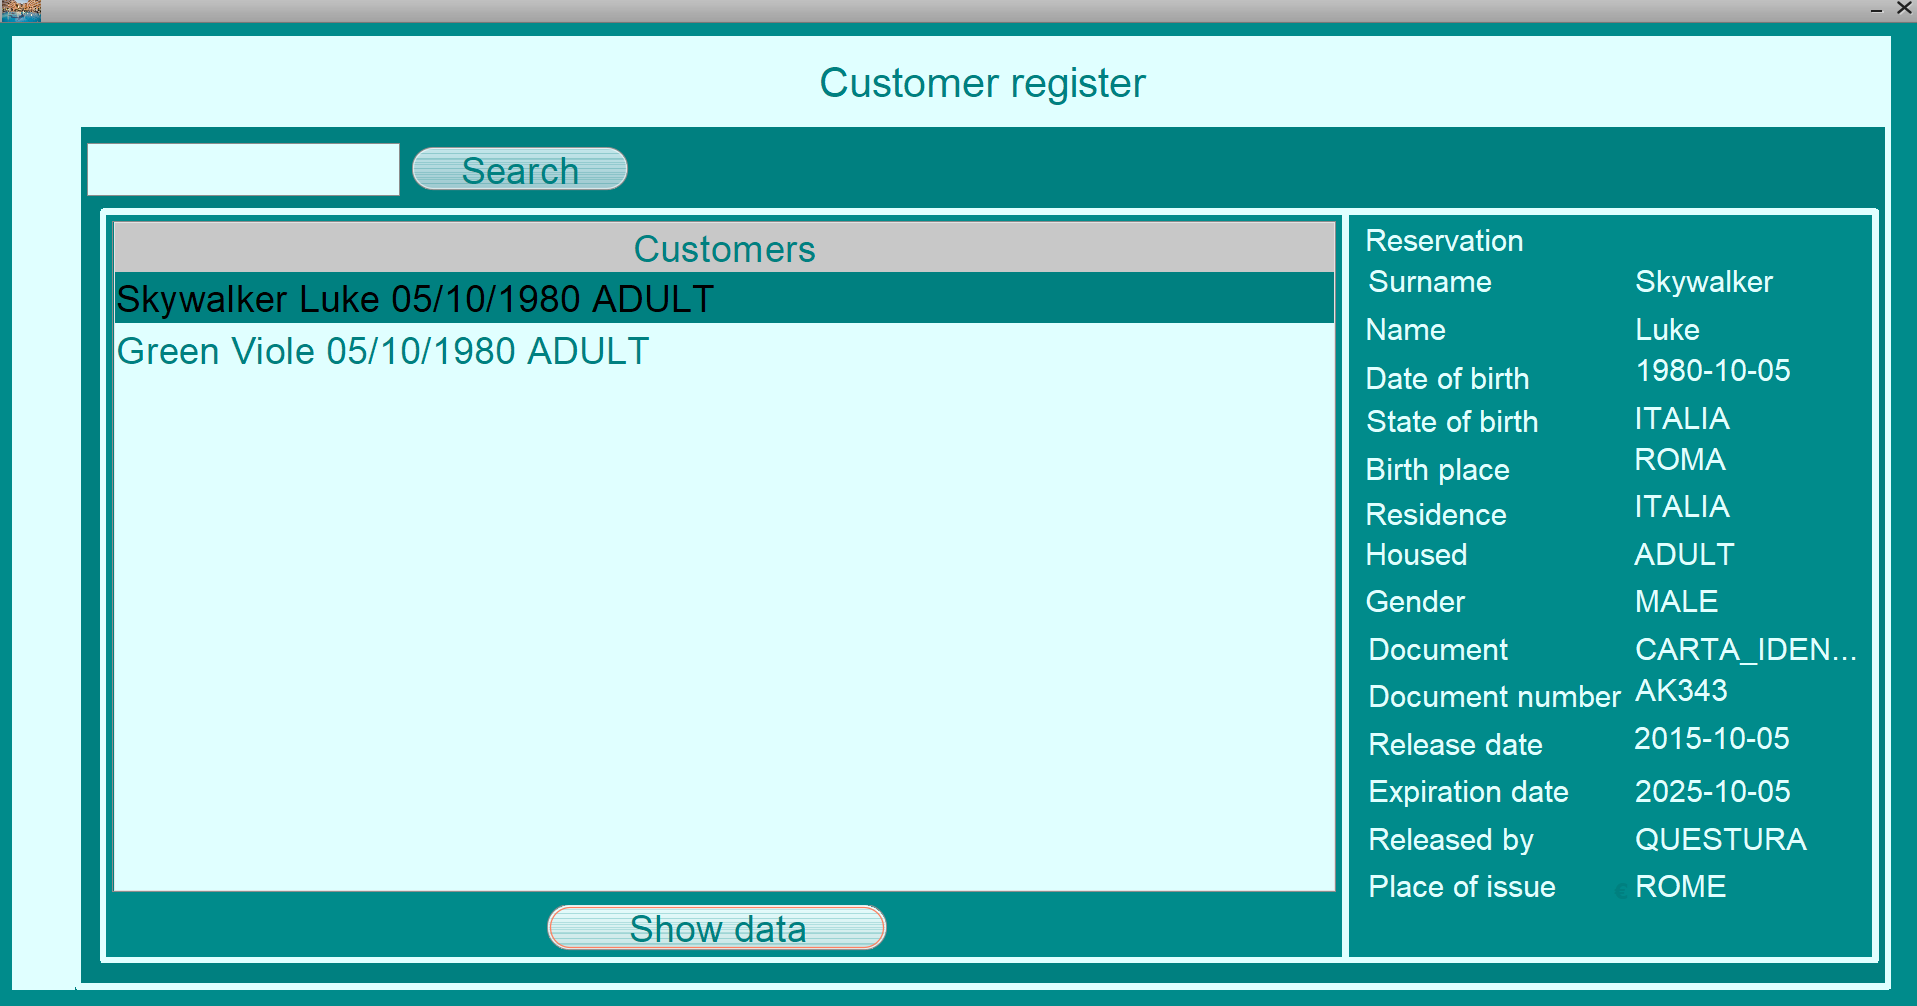 Customer register
Search
Customers
Skywalker Luke 05/10/1980 ADULT
Green Viole 05/10/1980 ADULT
Show data
Reservation
Surname Skywalker
Name Luke
Date of birth 1980-10-05
State of birth ITALIA
Birth place ROMA
Residence ITALIA
Housed ADULT
Gender MALE
Document CARTA_IDEN...
Document number AK343
Release date 2015-10-05
Expiration date 2025-10-05
Released by QUESTURA
Place of issue € ROME